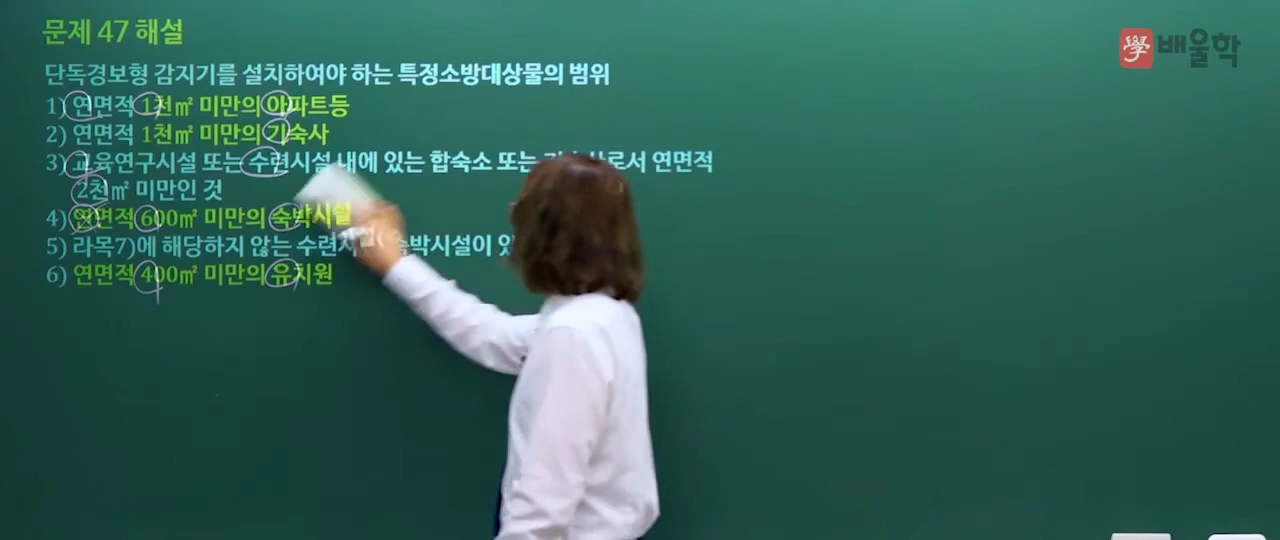 문제 47 해설
學 배울학
단독경보형 감지기를 설치하여야 하는 특정소방대상물의 범위
1) 연면적 1천㎡ 미만의 아파트등
2) 연면적 1천㎡ 미만의 기숙사
3) 교육연구시설 또는 수련시설 내에 있는 합숙소 또는 로서 연면적
2천㎡ 미만인 것
4) 연면적 600㎡ 미만의 숙박시설
5) 라목7)에 해당하지 않는 수련시설( 숙박시설이
6) 연면적 400㎡ 미만의 유치원